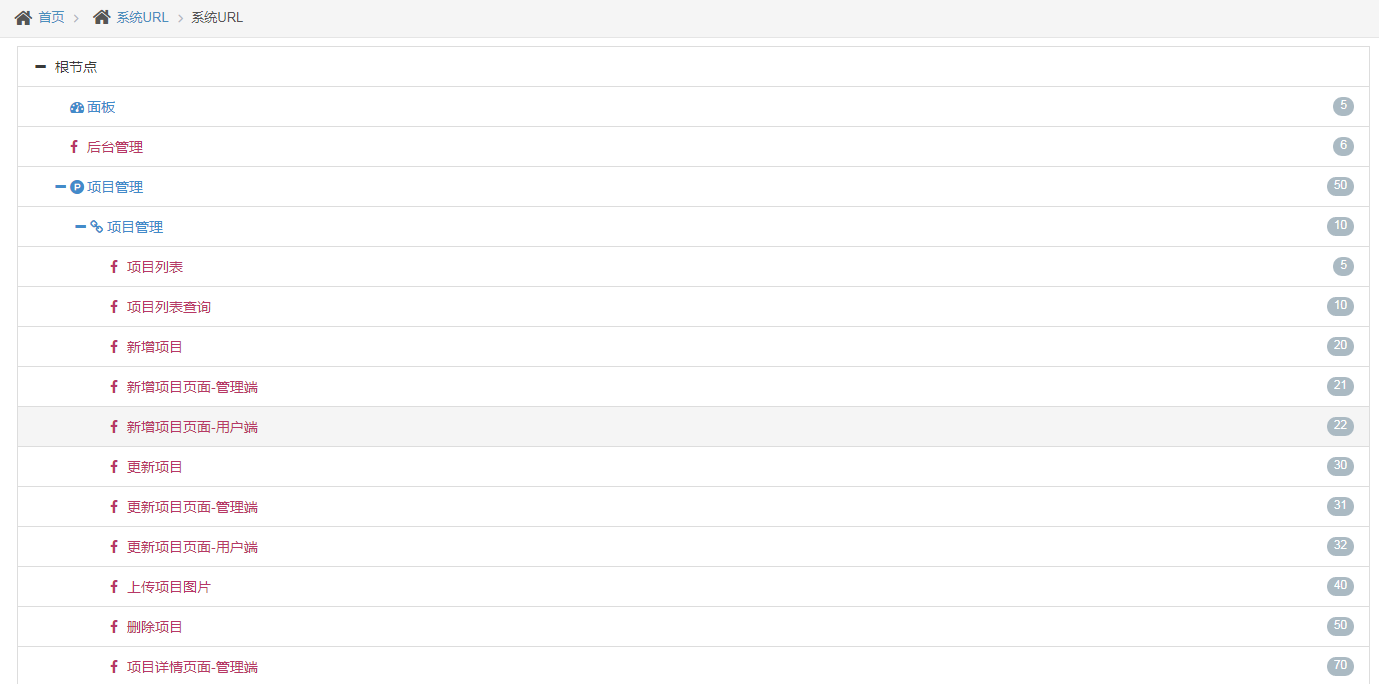 首页 系统URL 系统URL
根节点
面板 5
后台管理 6
项目管理 50
项目管理 10
项目列表 5
项目列表查询 10
新增项目 20
新增项目页面-管理端 21
新增项目页面-用户端 22
更新项目 30
更新项目页面-管理端 31
更新项目页面-用户端 32
上传项目图片 40
删除项目 50
项目详情页面-管理端 70